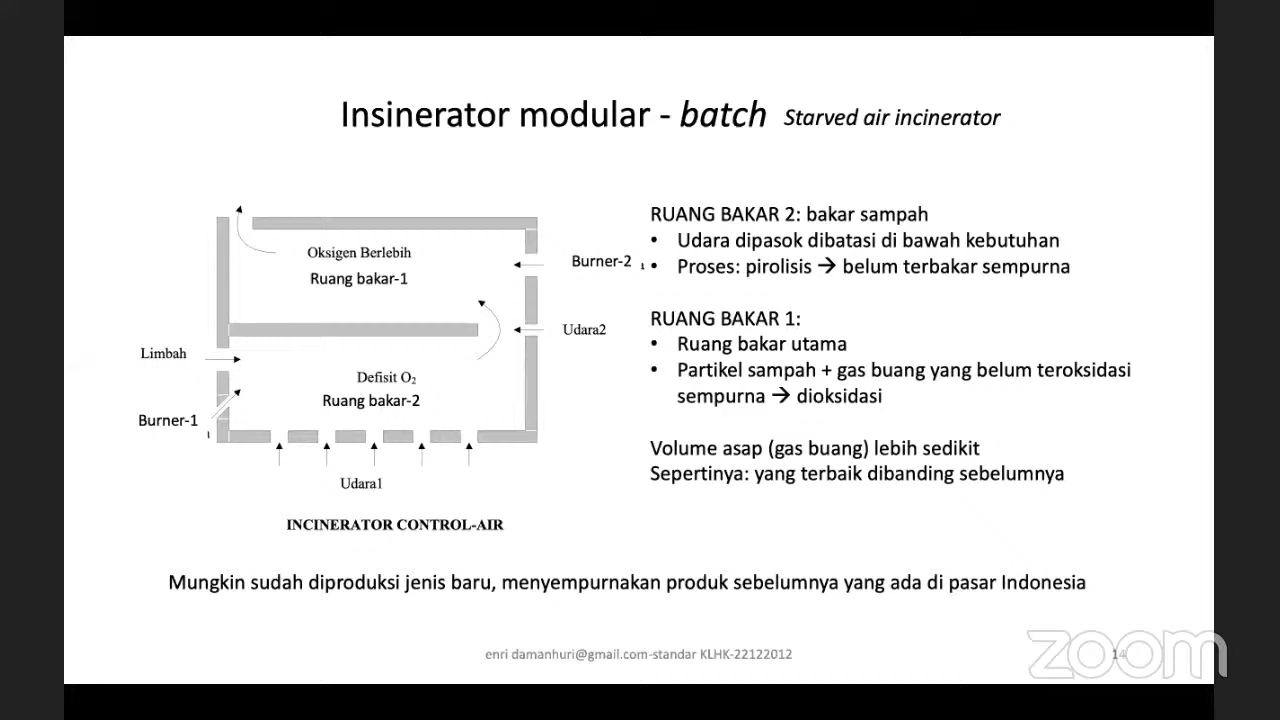 Insinerator modular - batch Starved air incinerator
Oksigen Berlebih
Ruang bakar-1
Burner-2
Udara2
Limbah
Defisit O₂
Ruang bakar-2
Burner-1
Udara1
INCINERATOR CONTROL-AIR
RUANG BAKAR 2: bakar sampah
• Udara dipasok dibatasi di bawah kebutuhan
• Proses: pirolisis → belum terbakar sempurna
RUANG BAKAR 1:
• Ruang bakar utama
• Partikel sampah + gas buang yang belum teroksidasi
sempurna → dioksidasi
Volume asap (gas buang) lebih sedikit
Sepertinya: yang terbaik dibanding sebelumnya
Mungkin sudah diproduksi jenis baru, menyempurnakan produk sebelumnya yang ada di pasar Indonesia
enri damanhuri@gmail.com-standar KLHK-22122012
14
zoom